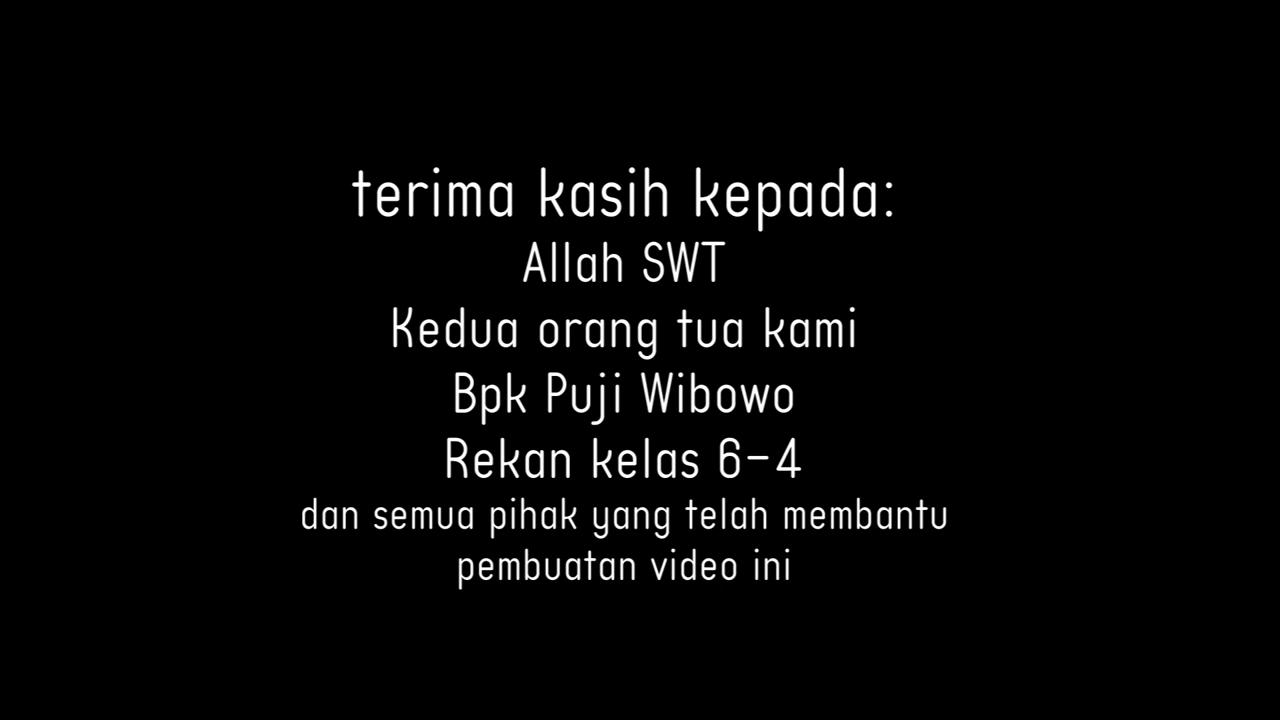 terima kasih kepada:
Allah SWT
Kedua orang tua kami
Bpk Puji Wibowo
Rekan kelas 6-4
dan semua pihak yang telah membantu
pembuatan video ini